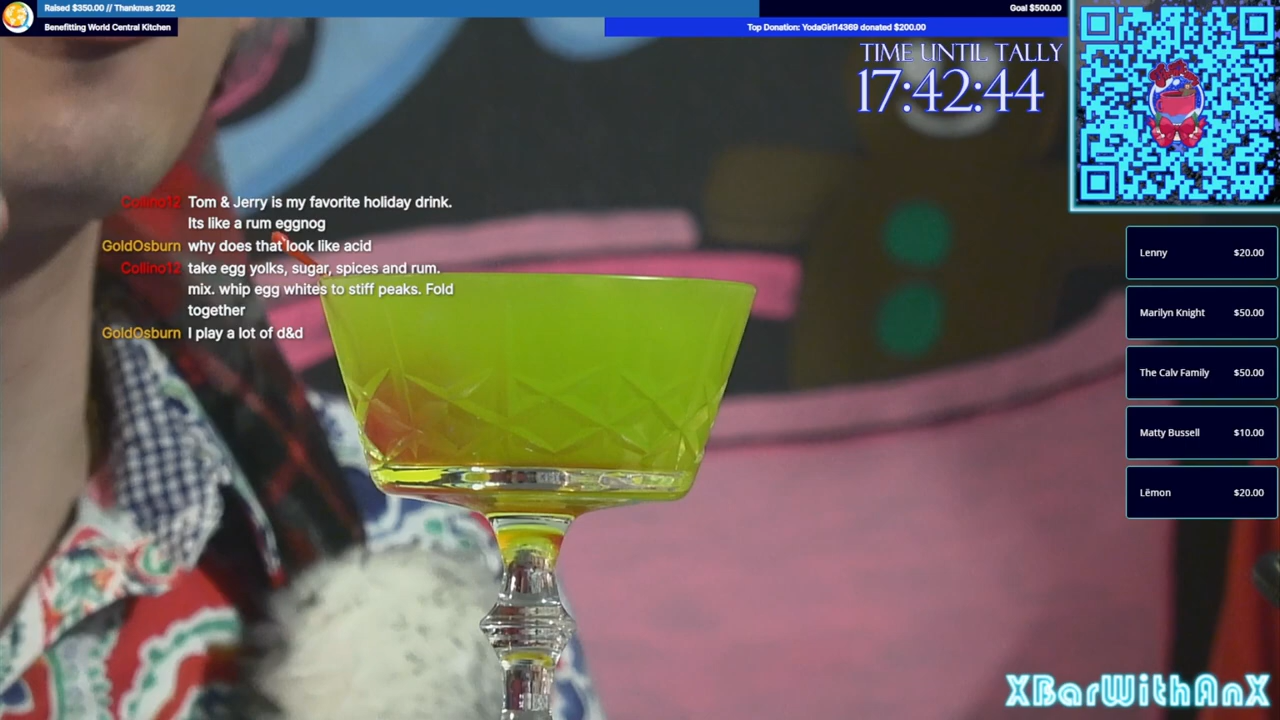 Raised $350.00 // Thankmas 2022
Goal $500.00
Benefitting World Central Kitchen
Top Donation: YodaGirl14369 donated $200.00
TIME UNTIL TALLY
17:42:44
Collino12 Tom & Jerry is my favorite holiday drink.
Its like a rum eggnog
GoldOsburn why does that look like acid
Collino12 take egg yolks, sugar, spices and rum.
mix. whip egg whites to stiff peaks. Fold
together
GoldOsburn I play a lot of d&d
Lenny $20.00
Marilyn Knight $50.00
The Calv Family $50.00
Matty Bussell $10.00
Lëmon $20.00
XBarWithAnX